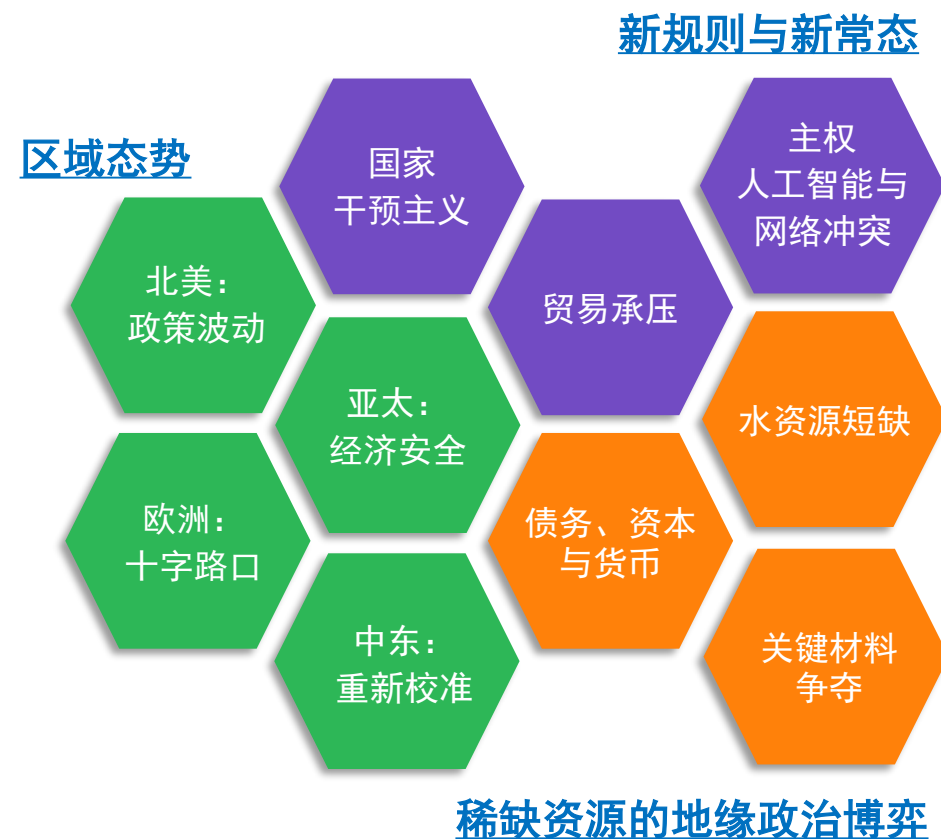 新规则与新常态
区域态势
国家
干预主义
主权
人工智能与
网络冲突
北美：
政策波动
贸易承压
亚太：
经济安全
水资源短缺
欧洲：
十字路口
债务、资本
与货币
中东：
重新校准
关键材料
争夺
稀缺资源的地缘政治博弈